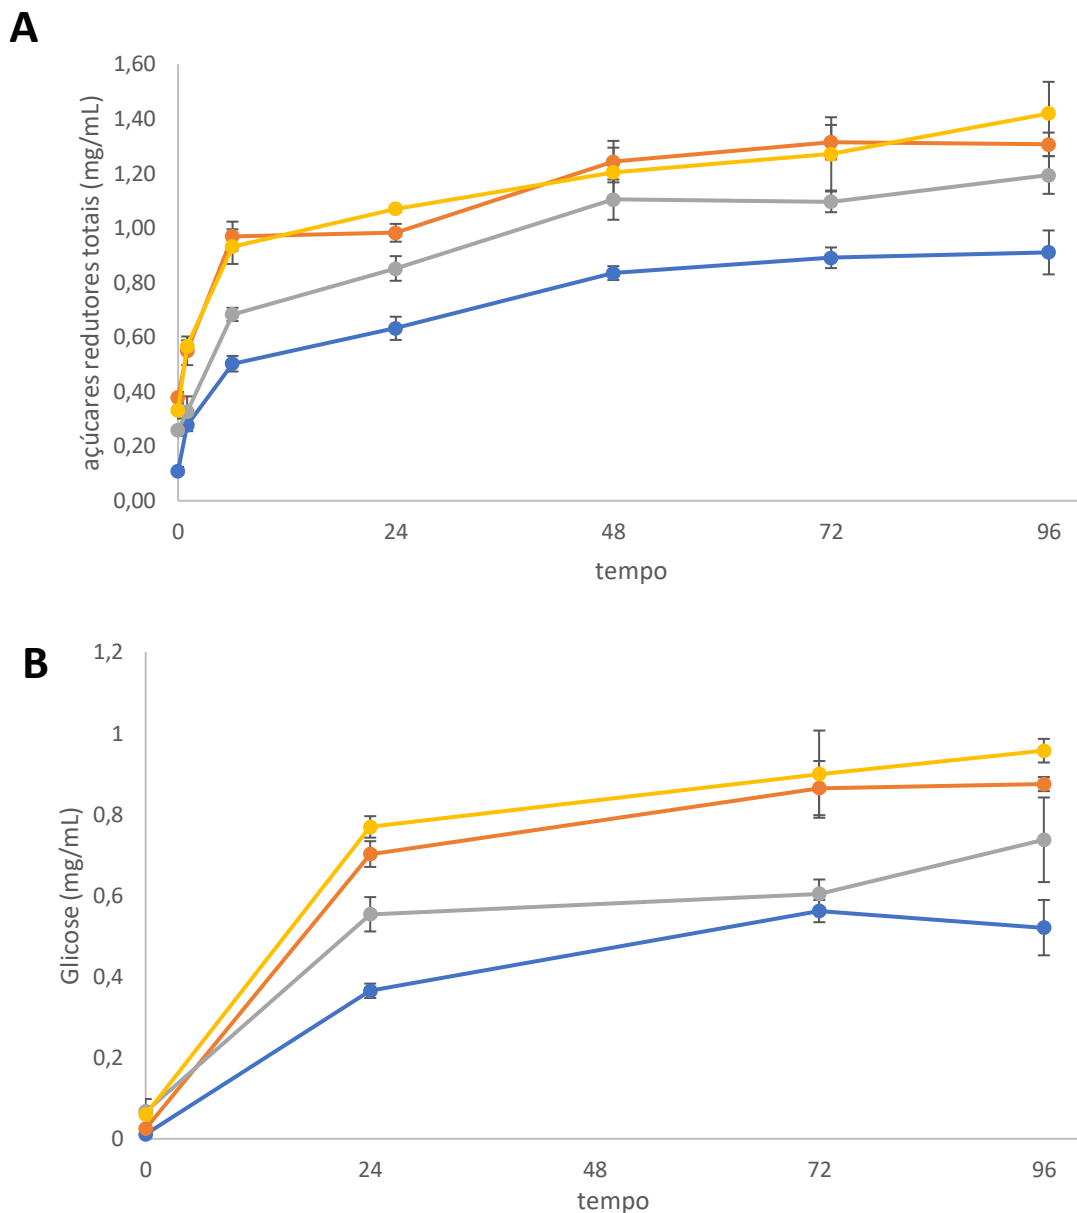 A
açúcares redutores totais (mg/mL)
1,60
1,40
1,20
1,00
0,80
0,60
0,40
0,20
0,00
0 24 48 72 96
tempo
B
Glicose (mg/mL)
1,2
1
0,8
0,6
0,4
0,2
0
0 24 48 72 96
tempo